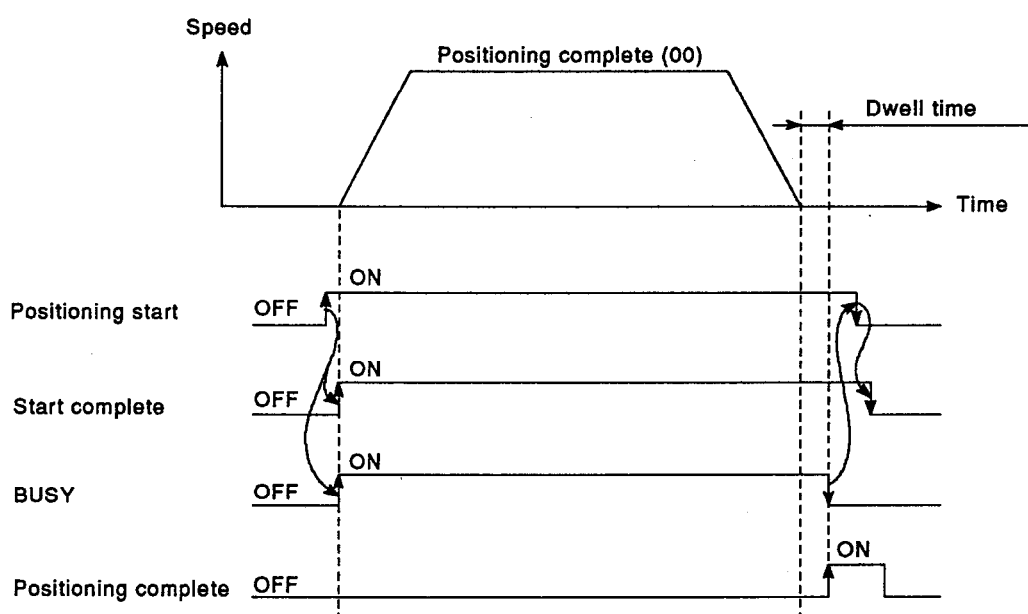 Speed
Positioning complete (00)
Dwell time
Time
ON
Positioning start
OFF
ON
Start complete
OFF
ON
BUSY
OFF
ON
Positioning complete
OFF